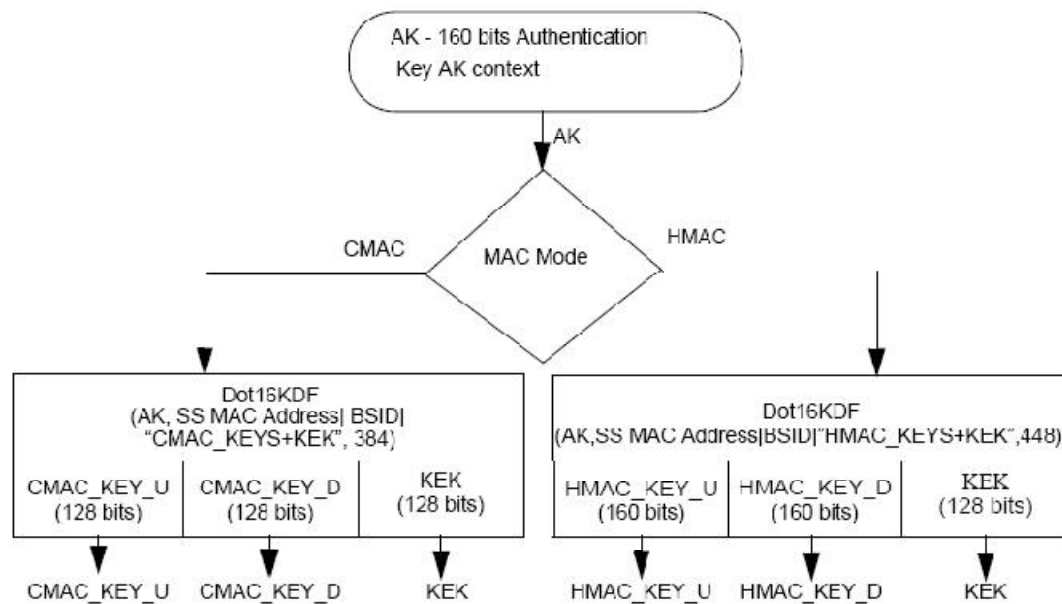 AK - 160 bits Authentication
Key AK context
AK
CMAC
MAC Mode
HMAC
Dot16KDF
(AK, SS MAC Address| BSID|
"CMAC_KEYS+KEK", 384)
CMAC_KEY_U
(128 bits)
CMAC_KEY_D
(128 bits)
KEK
(128 bits)
Dot16KDF
(AK,SS MAC Address|BSID|"HMAC_KEYS+KEK",448)
HMAC_KEY_U
(160 bits)
HMAC_KEY_D
(160 bits)
KEK
(128 bits)
CMAC_KEY_U
CMAC_KEY_D
KEK
HMAC_KEY_U
HMAC_KEY_D
KEK